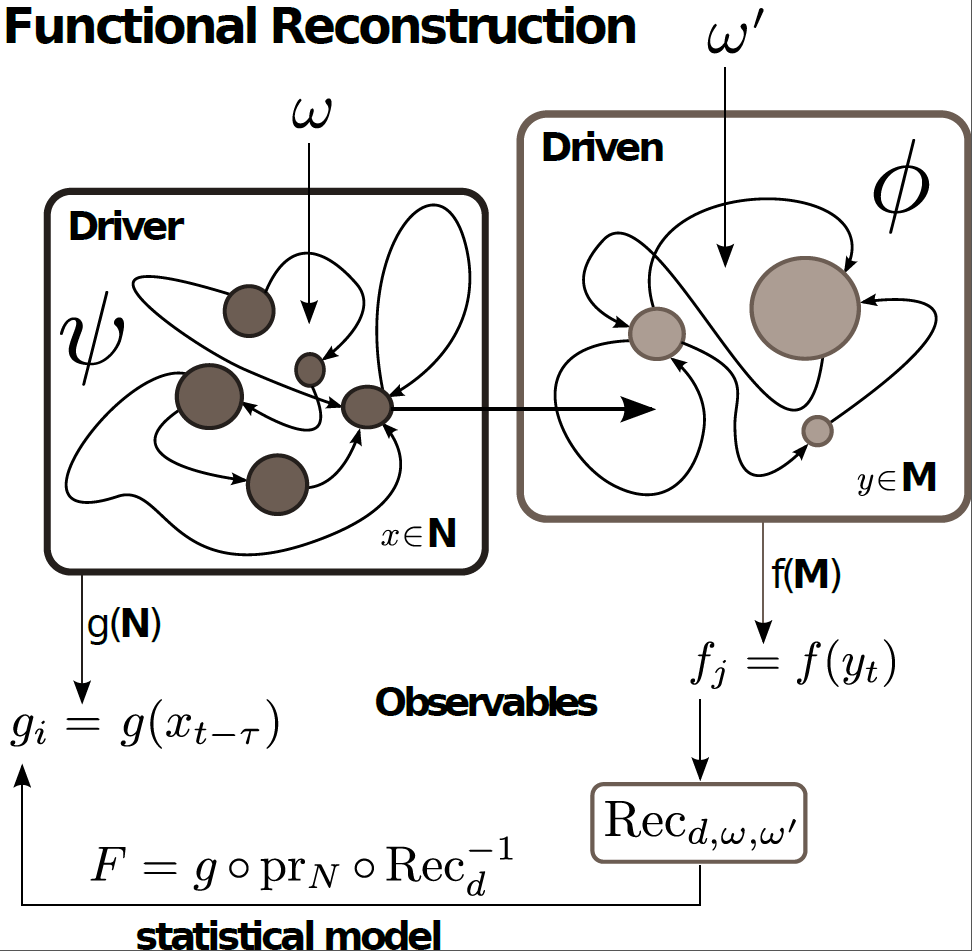 Functional Reconstruction
ω′
ω
Driven
ϕ
Driver
ψ
y∈M
x∈N
f(M)
g(N)
f_j = f(y_t)
Observables
g_i = g(x_{t−τ})
Rec_{d,ω,ω′}
F = g ∘ pr_N ∘ Rec_d^{−1}
statistical model